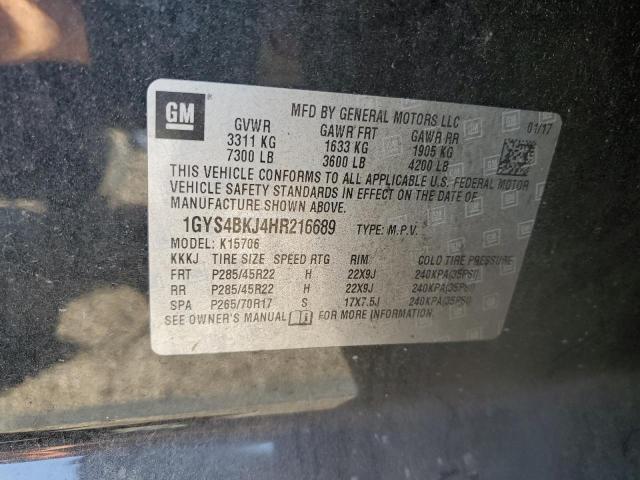 GM
MFD BY GENERAL MOTORS LLC
01/17
GVWR GAWR FRT GAWR RR
3311 KG 1633 KG 1905 KG
7300 LB 3600 LB 4200 LB
THIS VEHICLE CONFORMS TO ALL APPLICABLE U.S. FEDERAL MOTOR
VEHICLE SAFETY STANDARDS IN EFFECT ON THE DATE OF
MANUFACTURE SHOWN ABOVE.
1GYS4BKJ4HR216689 TYPE: M.P.V.
MODEL: K15706
KKKJ TIRE SIZE SPEED RTG RIM COLD TIRE PRESSURE
FRT P285/45R22 H 22X9J 240KPA(35PSI)
RR P285/45R22 H 22X9J 240KPA(35PSI)
SPA P265/70R17 S 17X7.5J 240KPA(35PSI)
SEE OWNER'S MANUAL FOR MORE INFORMATION